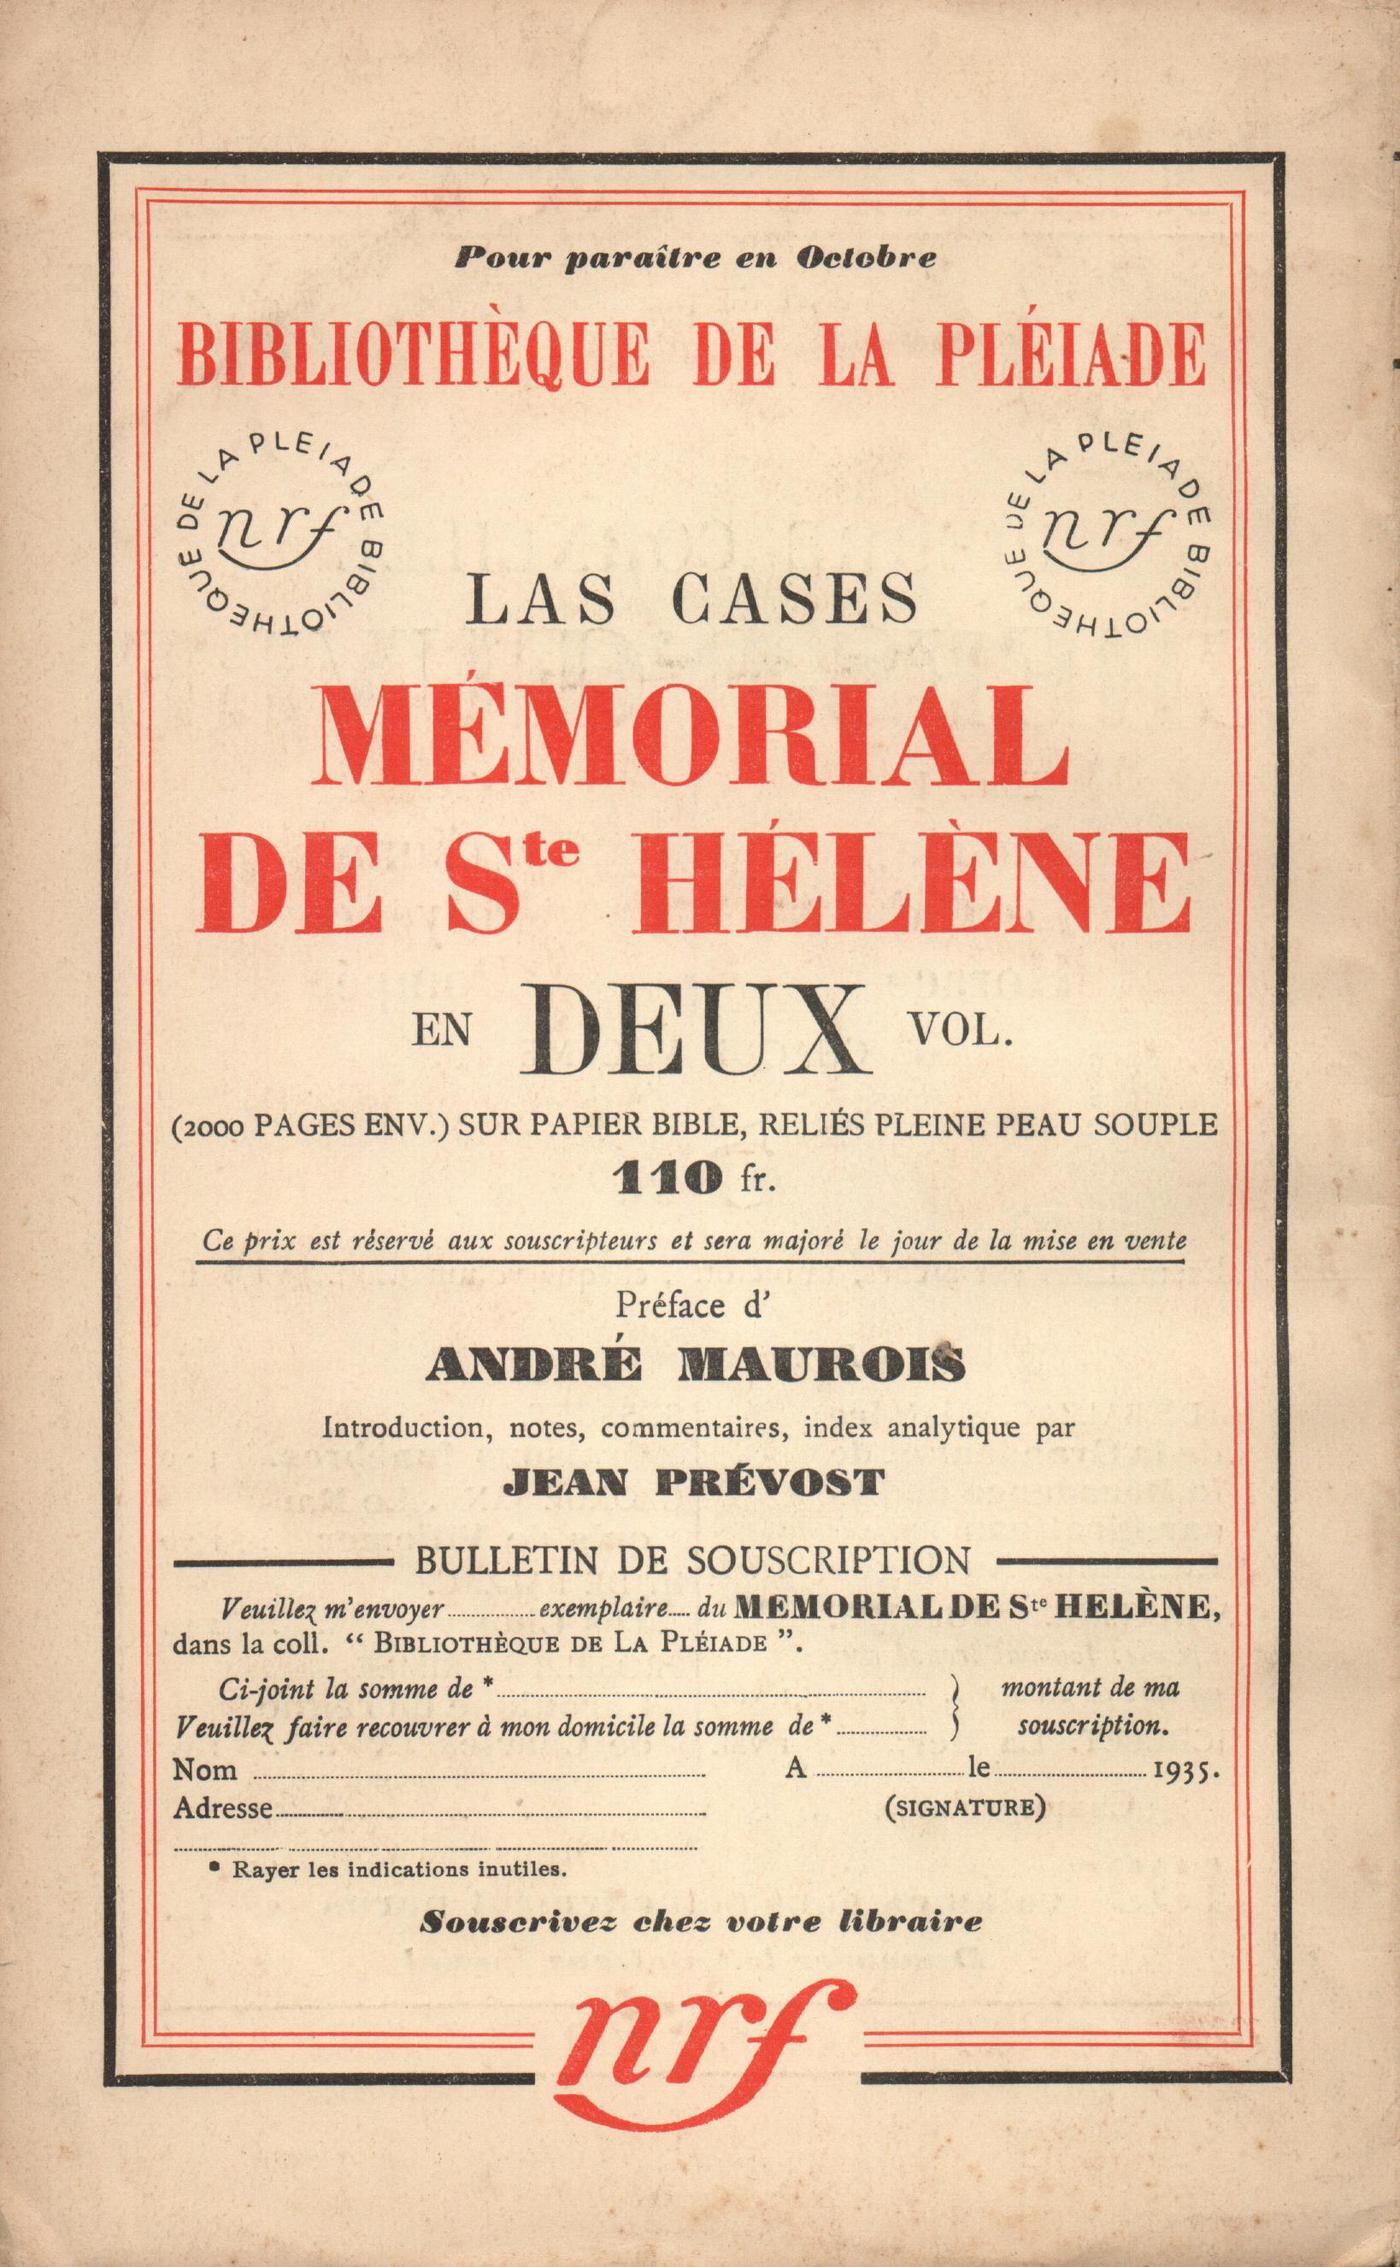 Pour paraître en Octobre
BIBLIOTHÈQUE DE LA PLÉIADE
BIBLIOTHEQUE DE LA PLEIADE
nrf
BIBLIOTHEQUE DE LA PLEIADE
nrf
LAS CASES
MÉMORIAL
DE Ste HÉLÈNE
EN DEUX VOL.
(2000 PAGES ENV.) SUR PAPIER BIBLE, RELIÉS PLEINE PEAU SOUPLE
110 fr.
Ce prix est réservé aux souscripteurs et sera majoré le jour de la mise en vente
Préface d'
ANDRÉ MAUROIS
Introduction, notes, commentaires, index analytique par
JEAN PRÉVOST
BULLETIN DE SOUSCRIPTION
Veuillez m'envoyer.................exemplaire..... du MEMORIAL DE Ste HELÈNE,
dans la coll. “ BIBLIOTHÈQUE DE LA PLÉIADE ”.
Ci-joint la somme de *.................... } montant de ma
Veuillez faire recouvrer à mon domicile la somme de *.................... } souscription.
Nom .................... A .................... le .................... 1935.
Adresse.................... (SIGNATURE)
....................
* Rayer les indications inutiles.
Souscrivez chez votre libraire
nrf